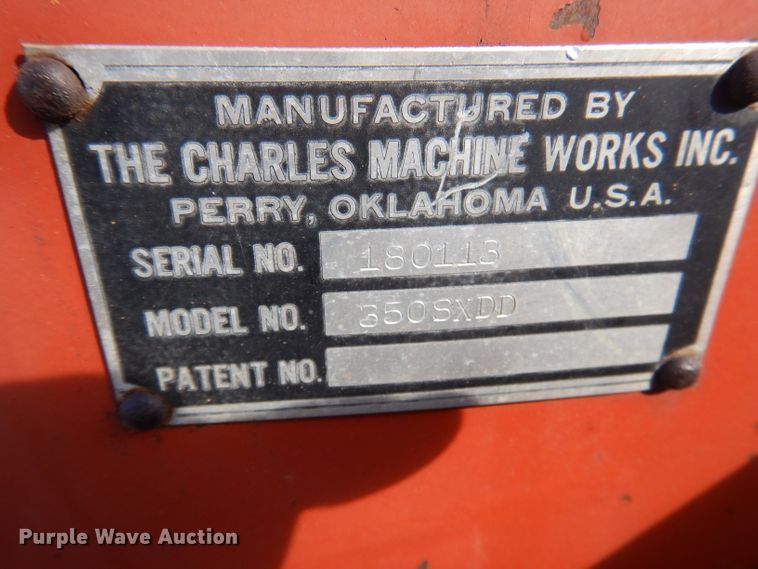 MANUFACTURED BY
THE CHARLES MACHINE WORKS INC.
PERRY, OKLAHOMA U.S.A.
SERIAL NO. 180113
MODEL NO. 350SXDD
PATENT NO.
Purple Wave Auction